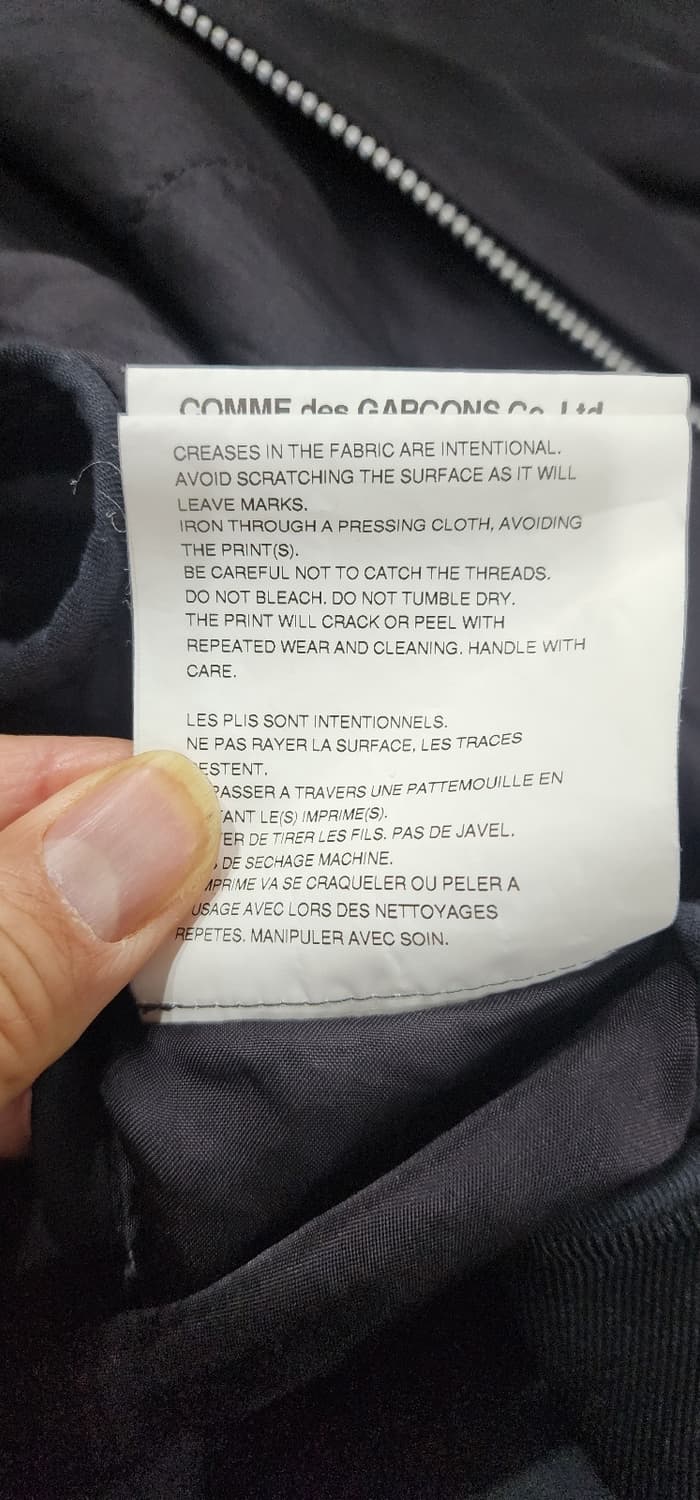 COMME des GARCONS Co. Ltd
CREASES IN THE FABRIC ARE INTENTIONAL.
AVOID SCRATCHING THE SURFACE AS IT WILL
LEAVE MARKS.
IRON THROUGH A PRESSING CLOTH, AVOIDING
THE PRINT(S).
BE CAREFUL NOT TO CATCH THE THREADS.
DO NOT BLEACH. DO NOT TUMBLE DRY.
THE PRINT WILL CRACK OR PEEL WITH
REPEATED WEAR AND CLEANING. HANDLE WITH
CARE.
LES PLIS SONT INTENTIONNELS.
NE PAS RAYER LA SURFACE, LES TRACES
RESTENT.
A TRAVERS UNE PATTEMOUILLE EN
LE(S) IMPRIME(S).
DE TIRER LES FILS. PAS DE JAVEL.
DE SECHAGE MACHINE.
VA SE CRAQUELER OU PELER A
USAGE AVEC LORS DES NETTOYAGES
REPETES. MANIPULER AVEC SOIN.